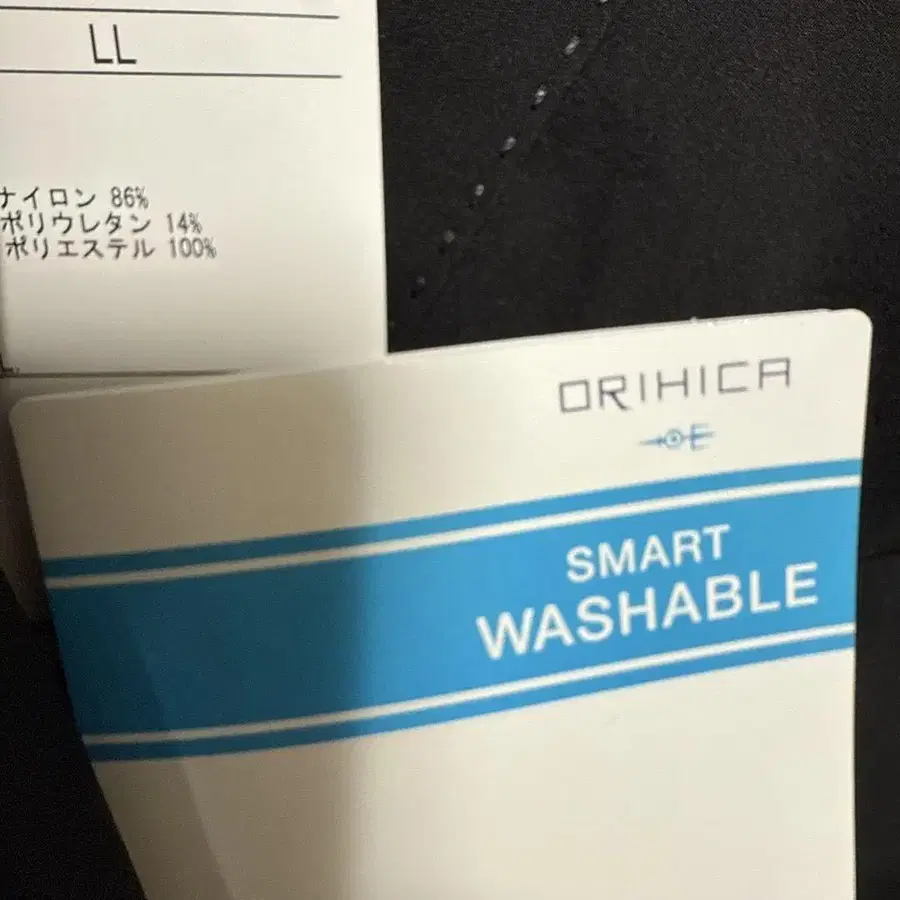 LL
ナイロン 86%
ポリウレタン 14%
ポリエステル 100%
ORIHICA
SMART
WASHABLE